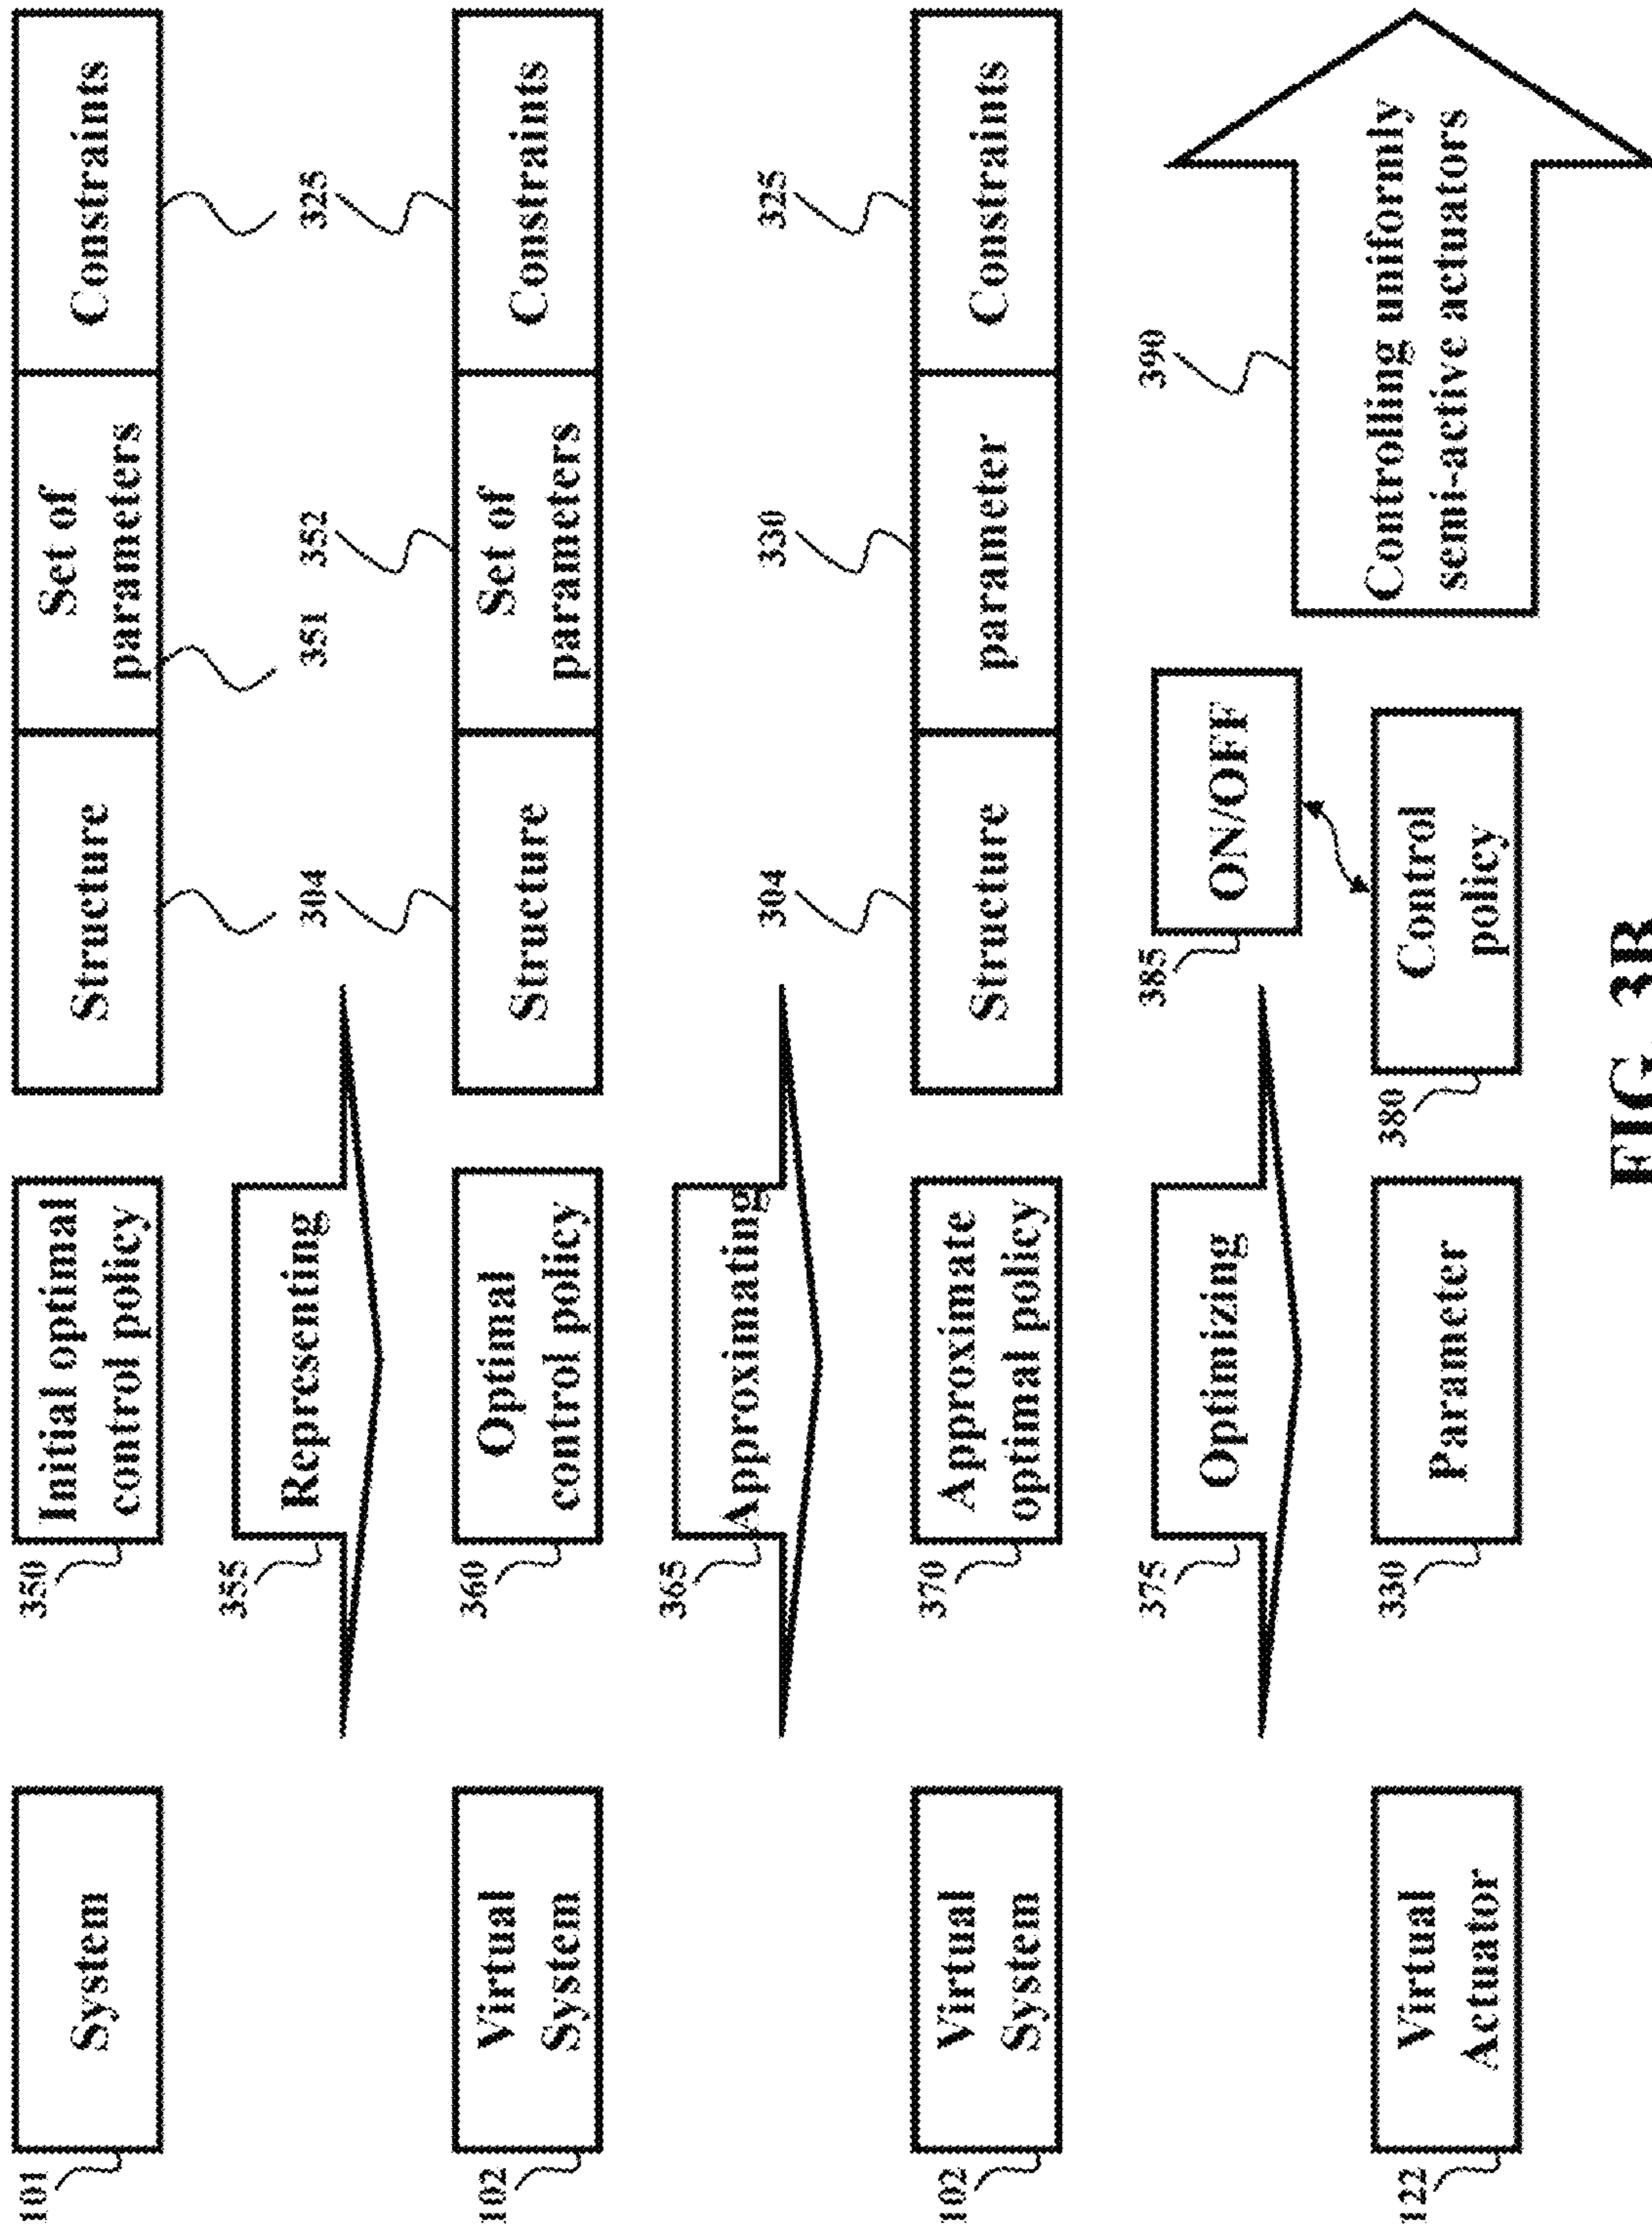 101
System
350
Initial optimal
control policy
Structure
Set of
parameters
Constraints
355
Representing
304
351
352
325
102
Virtual
System
360
Optimal
control policy
Structure
Set of
parameters
Constraints
365
Approximating
304
330
325
102
Virtual
System
370
Approximate
optimal policy
Structure
parameter
Constraints
375
Optimizing
385
ON/OFF
390
Controlling uniformly
semi-active actuators
122
Virtual
Actuator
330
Parameter
380
Control
policy
FIG. 3B